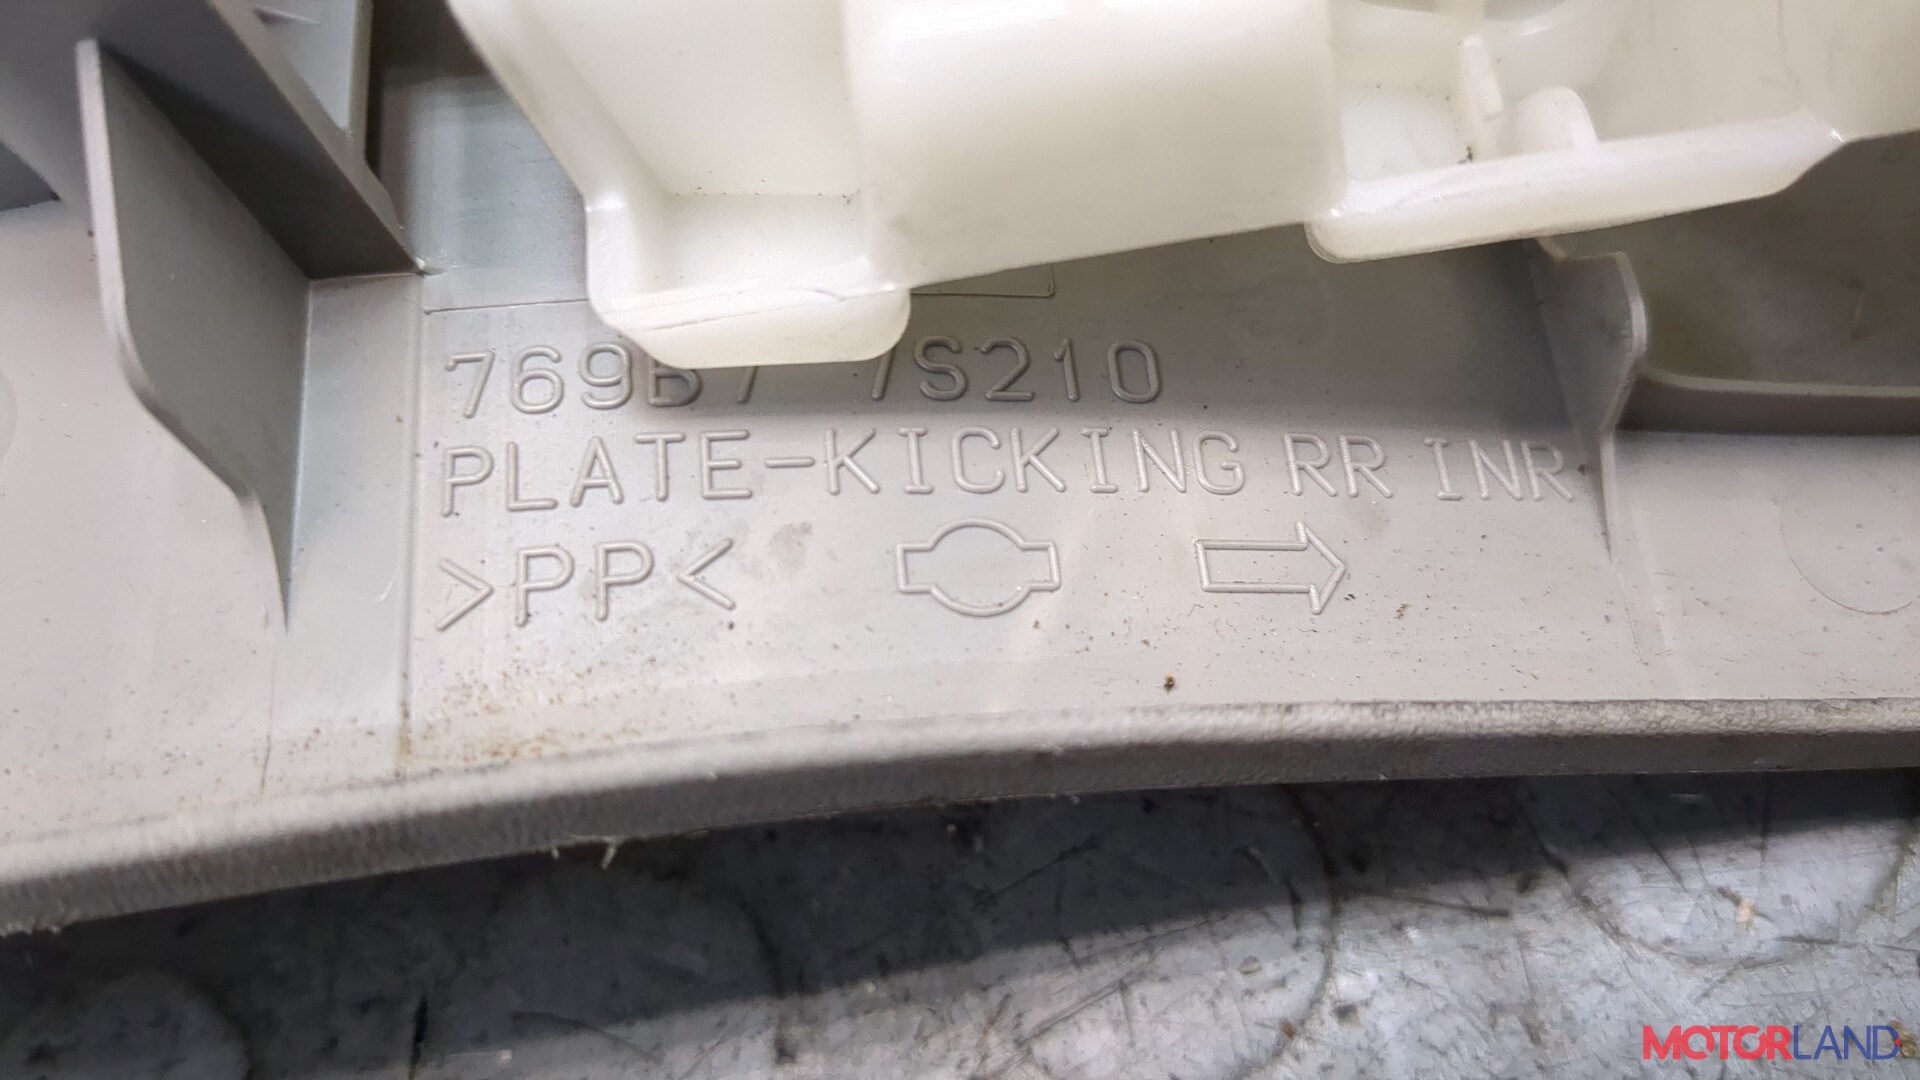 769B7 7S210
PLATE-KICKING RR INR
>PP<
MOTORLAND